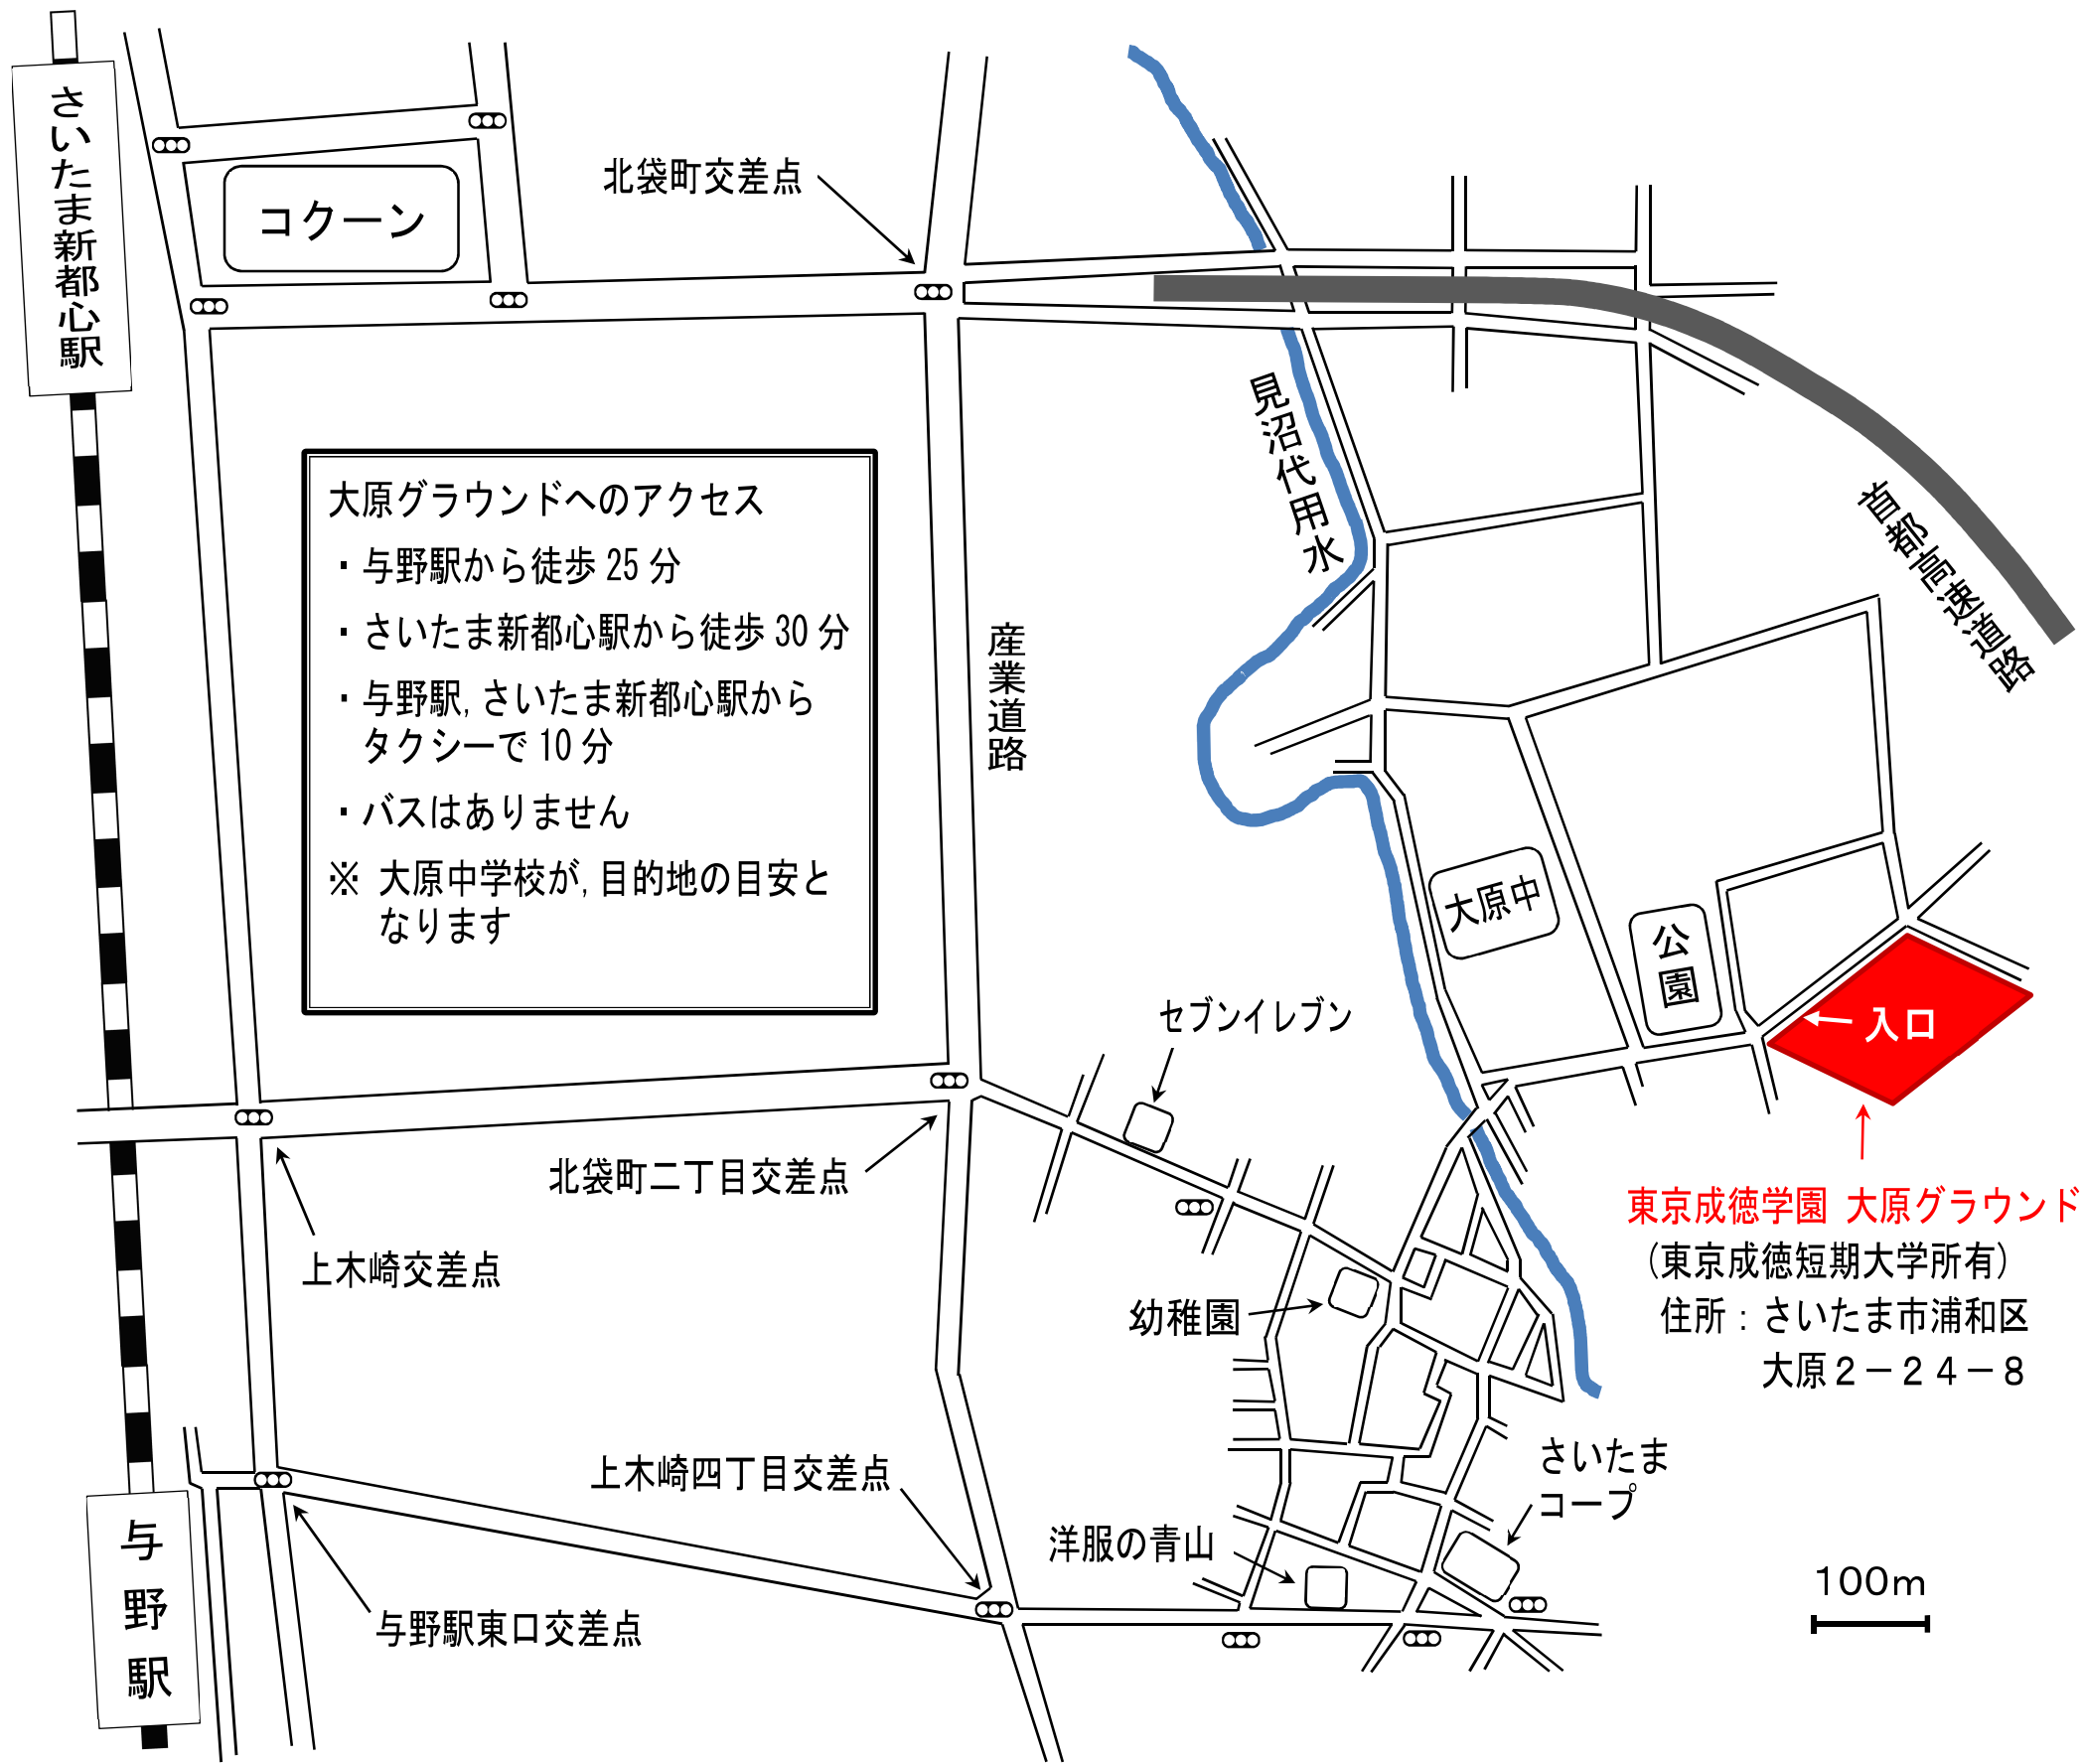 さいたま新都心駅
コクーン
北袋町交差点
見沼代用水
首都高速道路
大原グラウンドへのアクセス
・与野駅から徒歩 25 分
・さいたま新都心駅から徒歩 30 分
・与野駅,さいたま新都心駅から
タクシーで 10 分
・バスはありません
※ 大原中学校が,目的地の目安と
なります
産業道路
大原中
公園
入口
セブンイレブン
北袋町二丁目交差点
上木崎交差点
東京成徳学園 大原グラウンド
(東京成徳短期大学所有)
住所:さいたま市浦和区
大原2-24-8
幼稚園
上木崎四丁目交差点
さいたま
コープ
洋服の青山
与野駅東口交差点
与野駅
100m